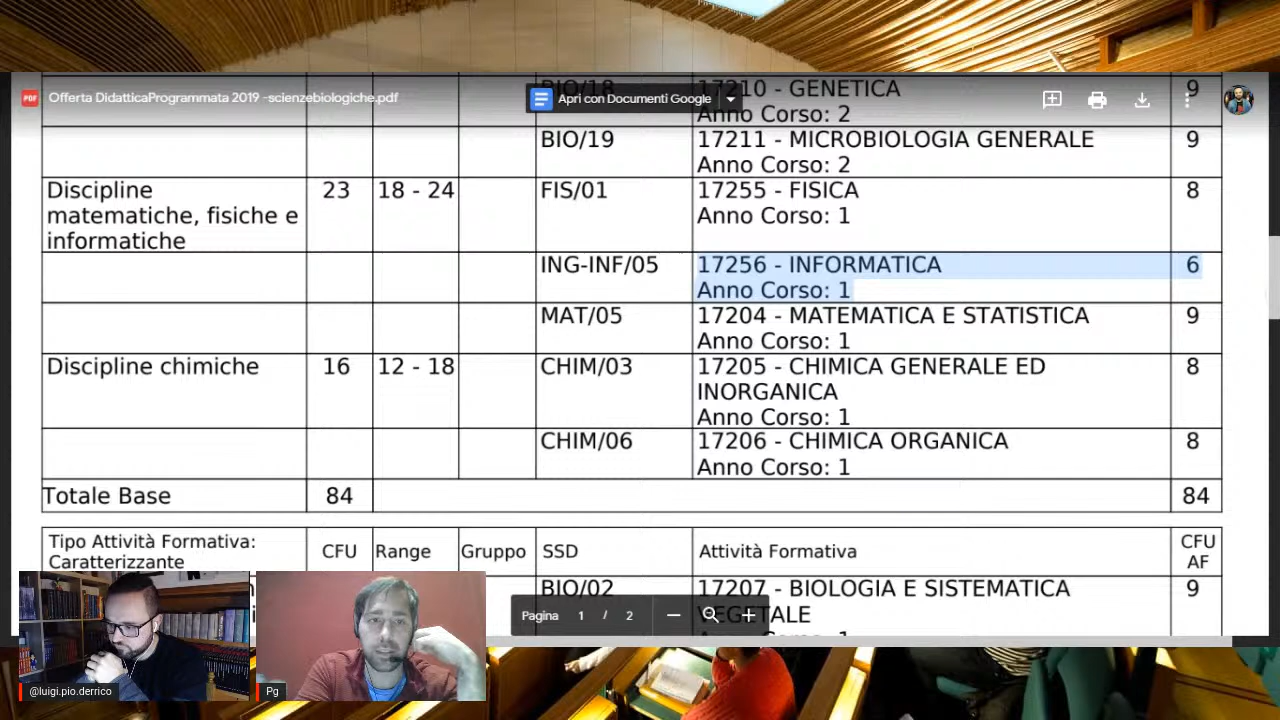 PDF
Offerta DidatticaProgrammata 2019 -scienzebiologiche.pdf
Apri con Documenti Google
BIO/18 17210 - GENETICA 9
Anno Corso: 2
BIO/19 17211 - MICROBIOLOGIA GENERALE 9
Anno Corso: 2
Discipline 23 18 - 24 FIS/01 17255 - FISICA 8
matematiche, fisiche e Anno Corso: 1
informatiche
ING-INF/05 17256 - INFORMATICA 6
Anno Corso: 1
MAT/05 17204 - MATEMATICA E STATISTICA 9
Anno Corso: 1
Discipline chimiche 16 12 - 18 CHIM/03 17205 - CHIMICA GENERALE ED 8
INORGANICA
Anno Corso: 1
CHIM/06 17206 - CHIMICA ORGANICA 8
Anno Corso: 1
Totale Base 84 84
Tipo Attività Formativa: CFU Range Gruppo SSD Attività Formativa CFU
Caratterizzante AF
BIO/02 17207 - BIOLOGIA E SISTEMATICA 9
VEGETALE
Pagina 1 / 2
@luigi.pio.derrico
Pg